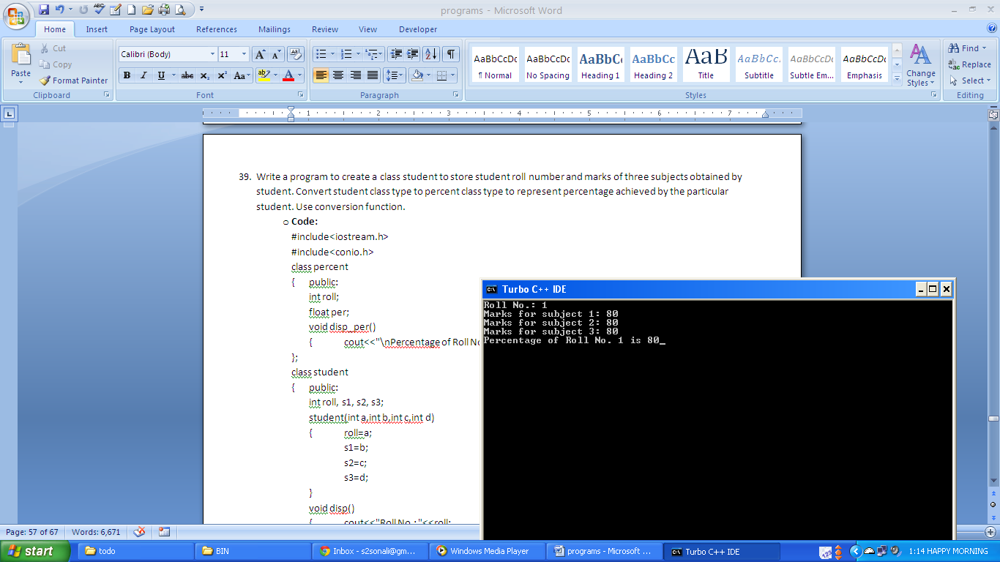 programs - Microsoft Word
Home Insert Page Layout References Mailings Review View Developer
Paste
Cut
Copy
Format Painter
Clipboard
Calibri (Body) 11
Font
Paragraph
AaBbCcDc AaBbCcDc AaBbC AaBbCc AaB AaBbCc. AaBbCcDc AaBbCcDc
¶ Normal No Spacing Heading 1 Heading 2 Title Subtitle Subtle Em... Emphasis
Change Styles
Styles
Find
Replace
Select
Editing
1 2 3 4 5 6 7
39. Write a program to create a class student to store student roll number and marks of three subjects obtained by
student. Convert student class type to percent class type to represent percentage achieved by the particular
student. Use conversion function.
o Code:
#include<iostream.h>
#include<conio.h>
class percent
{ public:
int roll;
float per;
void disp_per()
{ cout<<"\nPercentage of Roll No
};
class student
{ public:
int roll, s1, s2, s3;
student(int a,int b,int c,int d)
{ roll=a;
s1=b;
s2=c;
s3=d;
}
void disp()
{ cout<<"Roll No.: "<<roll;
Turbo C++ IDE
Roll No.: 1
Marks for subject 1: 80
Marks for subject 2: 80
Marks for subject 3: 80
Percentage of Roll No. 1 is 80_
Page: 57 of 67 Words: 6,671
start todo BIN Inbox - s2sonali@gm... Windows Media Player programs - Microsoft ... Turbo C++ IDE 1:14 HAPPY MORNING